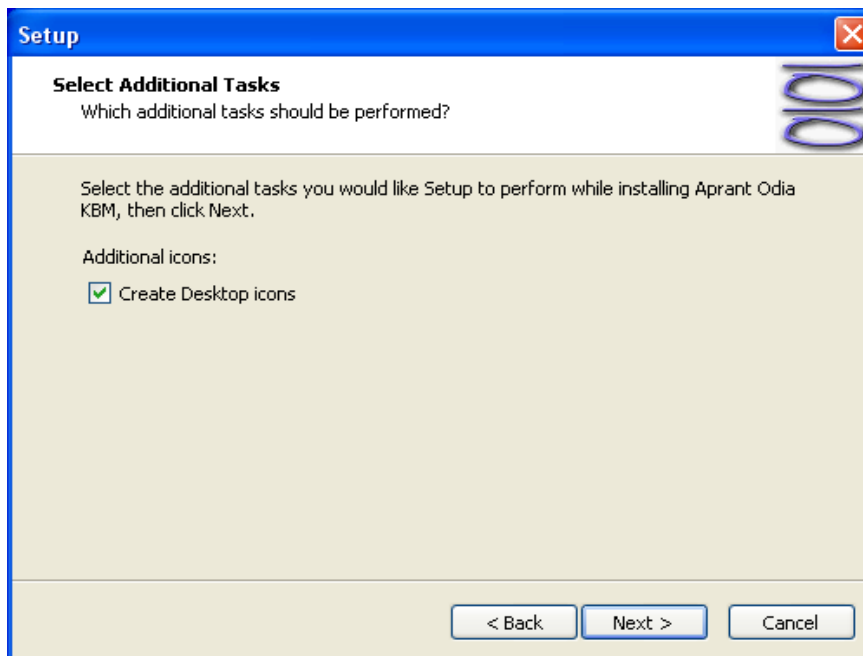 Setup
Select Additional Tasks
Which additional tasks should be performed?
Select the additional tasks you would like Setup to perform while installing Aprant Odia
KBM, then click Next.
Additional icons:
Create Desktop icons
< Back
Next >
Cancel